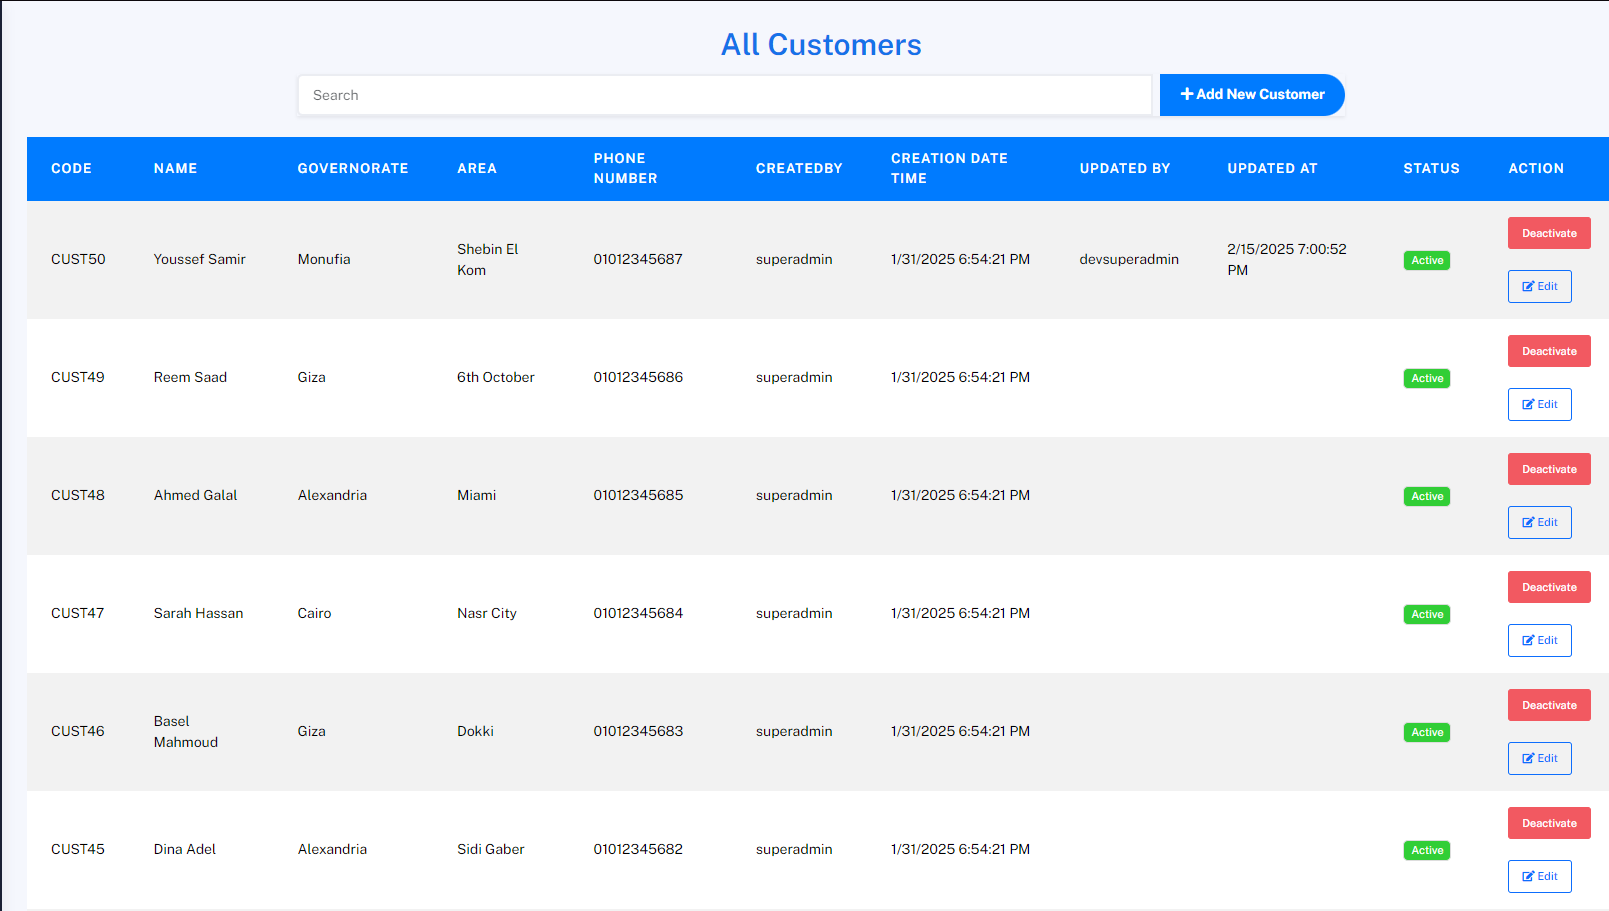 All Customers
Search
Add New Customer
CODE NAME GOVERNORATE AREA PHONE NUMBER CREATEDBY CREATION DATE TIME UPDATED BY UPDATED AT STATUS ACTION
CUST50 Youssef Samir Monufia Shebin El Kom 01012345687 superadmin 1/31/2025 6:54:21 PM devsuperadmin 2/15/2025 7:00:52 PM Active Deactivate
Edit
CUST49 Reem Saad Giza 6th October 01012345686 superadmin 1/31/2025 6:54:21 PM Active Deactivate
Edit
CUST48 Ahmed Galal Alexandria Miami 01012345685 superadmin 1/31/2025 6:54:21 PM Active Deactivate
Edit
CUST47 Sarah Hassan Cairo Nasr City 01012345684 superadmin 1/31/2025 6:54:21 PM Active Deactivate
Edit
CUST46 Basel Mahmoud Giza Dokki 01012345683 superadmin 1/31/2025 6:54:21 PM Active Deactivate
Edit
CUST45 Dina Adel Alexandria Sidi Gaber 01012345682 superadmin 1/31/2025 6:54:21 PM Active Deactivate
Edit